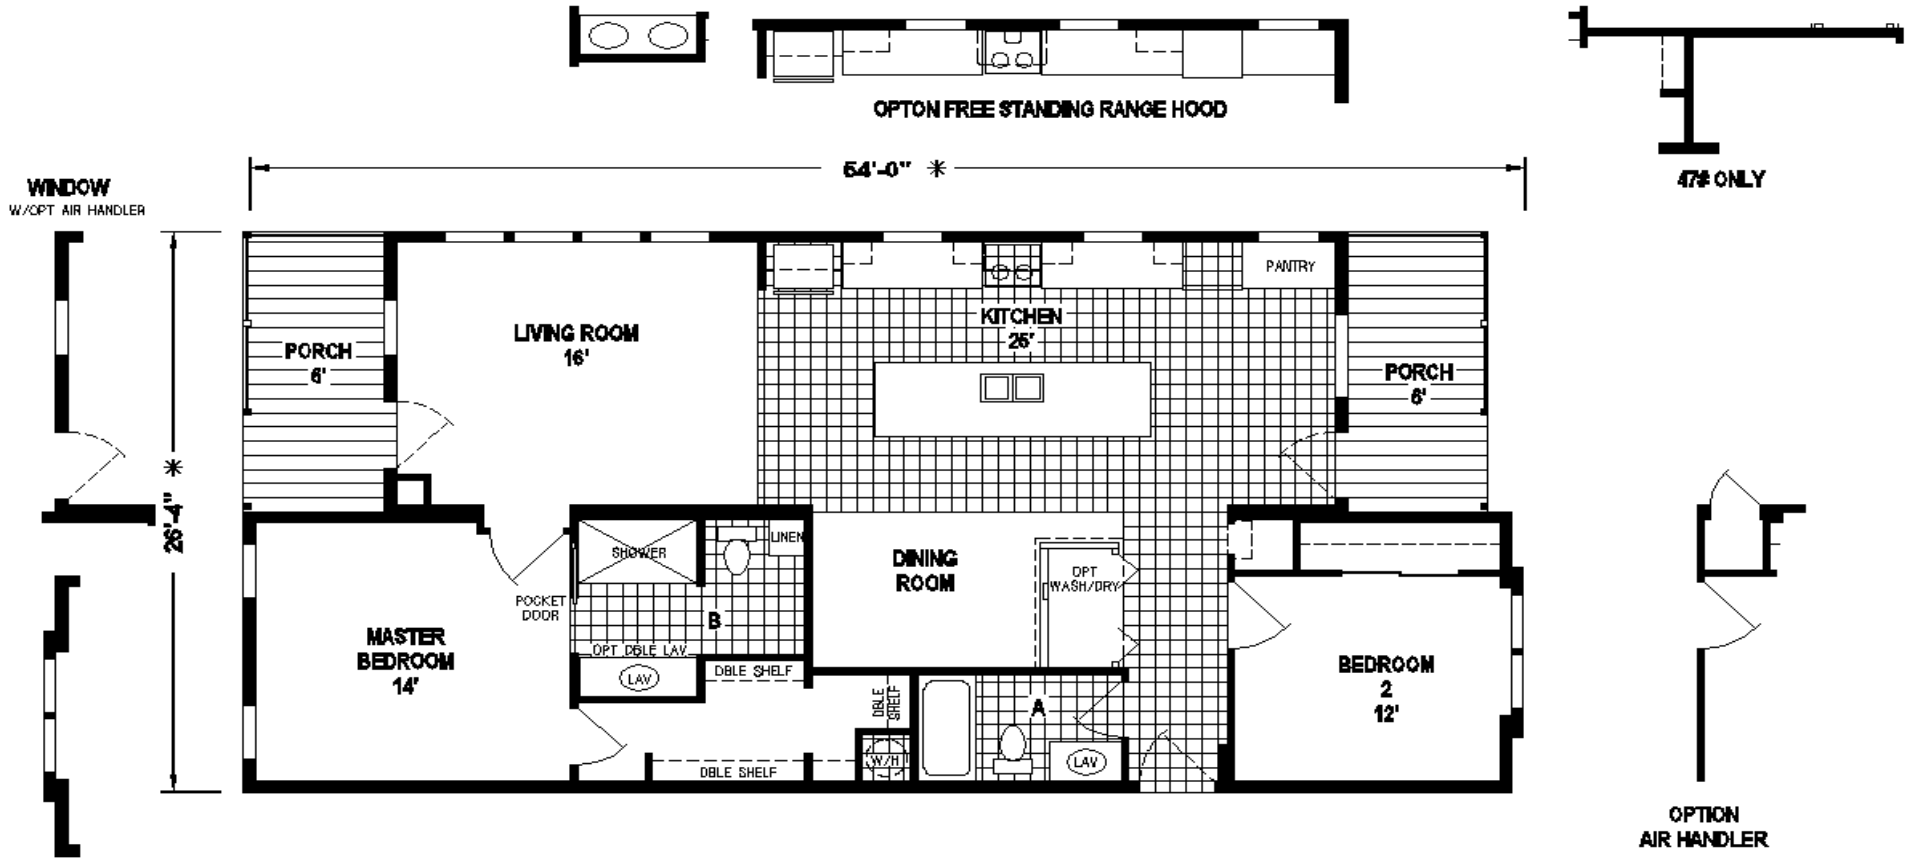 OPTON FREE STANDING RANGE HOOD
54'-0" *
47# ONLY
WINDOW
W/OPT AIR HANDLER
26'-4" *
PORCH
6'
LIVING ROOM
16'
KITCHEN
25'
PANTRY
PORCH
6'
SHOWER
LINEN
DINING
ROOM
OPT
WASH/DRY
POCKET
DOOR
B
MASTER
BEDROOM
14'
OPT DBLE LAV
LAV
DBLE SHELF
DBLE
SHELF
A
BEDROOM
2
12'
W/H
LAV
DBLE SHELF
OPTION
AIR HANDLER